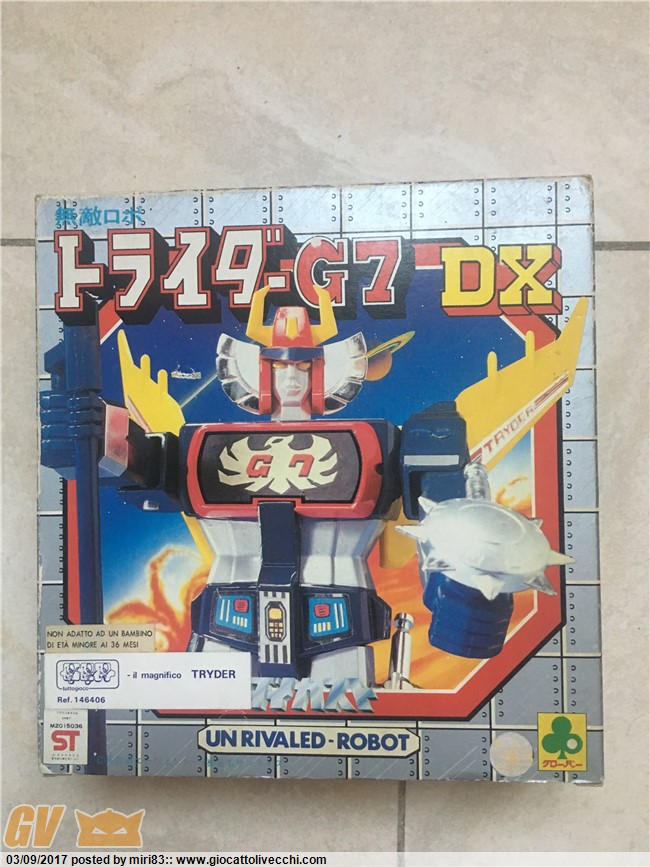 無敵ロボ
トライダーG7 DX
TRYDER
G7
NON ADATTO AD UN BAMBINO
DI ETÀ MINORE AI 36 MESI
tuttogioco
- il magnifico TRYDER
Ref. 146406
M2015036
ST
UNRIVALED-ROBOT
クローバー
GV
03/09/2017 posted by miri83:: www.giocattolivecchi.com